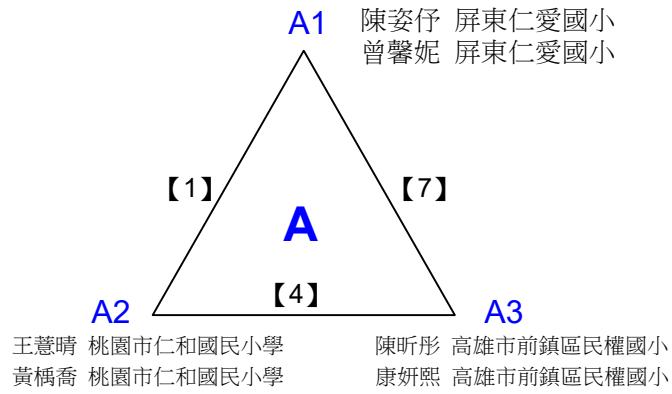 A1
陳姿伃 屏東仁愛國小
曾馨妮 屏東仁愛國小
【1】
【7】
A
【4】
A2
A3
王薏晴 桃園市仁和國民小學
陳昕彤 高雄市前鎮區民權國小
黃楀喬 桃園市仁和國民小學
康妍熙 高雄市前鎮區民權國小